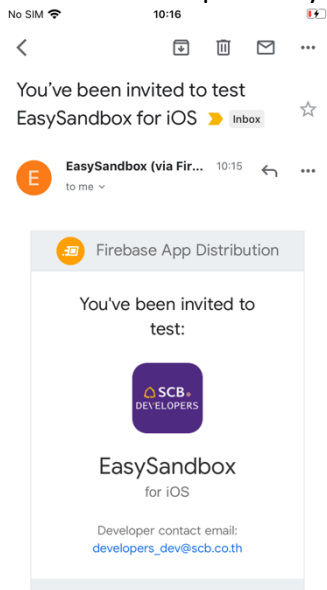 No SIM 10:16
You've been invited to test
EasySandbox for iOS Inbox
E
EasySandbox (via Fir... 10:15
to me
Firebase App Distribution
You've been invited to
test:
SCB
DEVELOPERS
EasySandbox
for iOS
Developer contact email:
developers_dev@scb.co.th